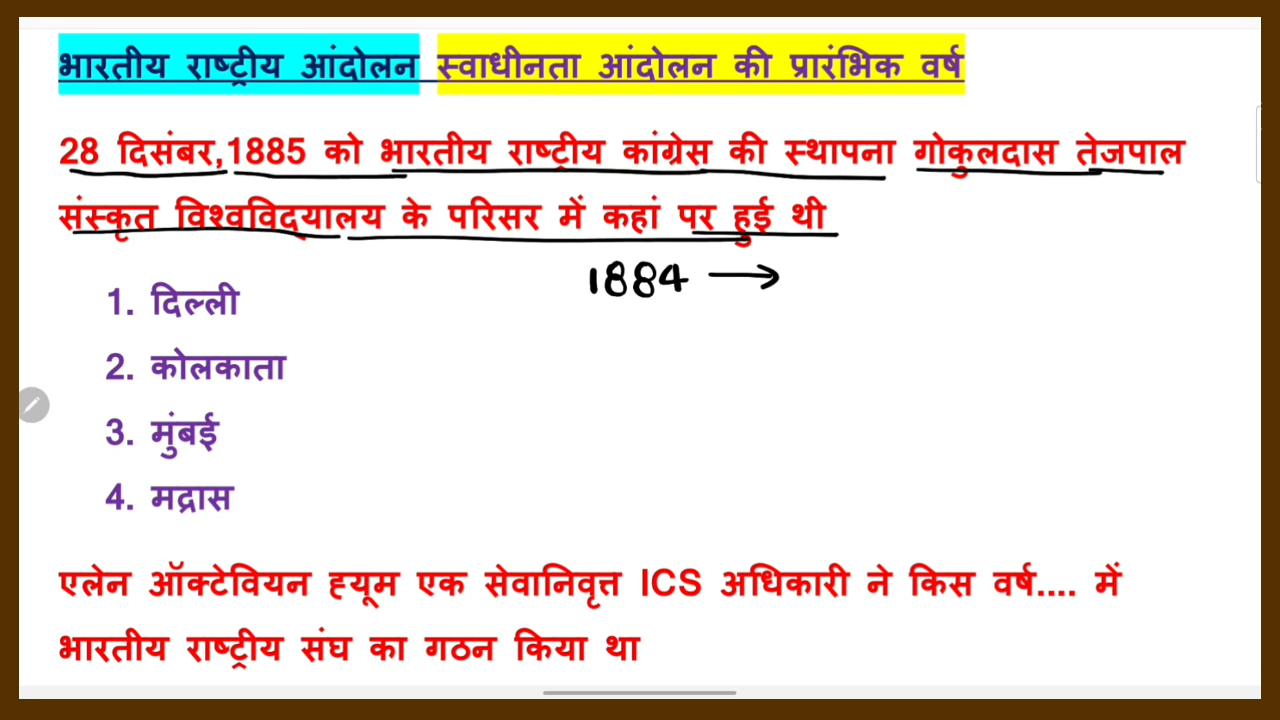 भारतीय राष्ट्रीय आंदोलन स्वाधीनता आंदोलन की प्रारंभिक वर्ष
28 दिसंबर,1885 को भारतीय राष्ट्रीय कांग्रेस की स्थापना गोकुलदास तेजपाल
संस्कृत विश्वविद्यालय के परिसर में कहां पर हुई थी
1884 →
1. दिल्ली
2. कोलकाता
3. मुंबई
4. मद्रास
एलेन ऑक्टेवियन ह्यूम एक सेवानिवृत्त ICS अधिकारी ने किस वर्ष.... में
भारतीय राष्ट्रीय संघ का गठन किया था